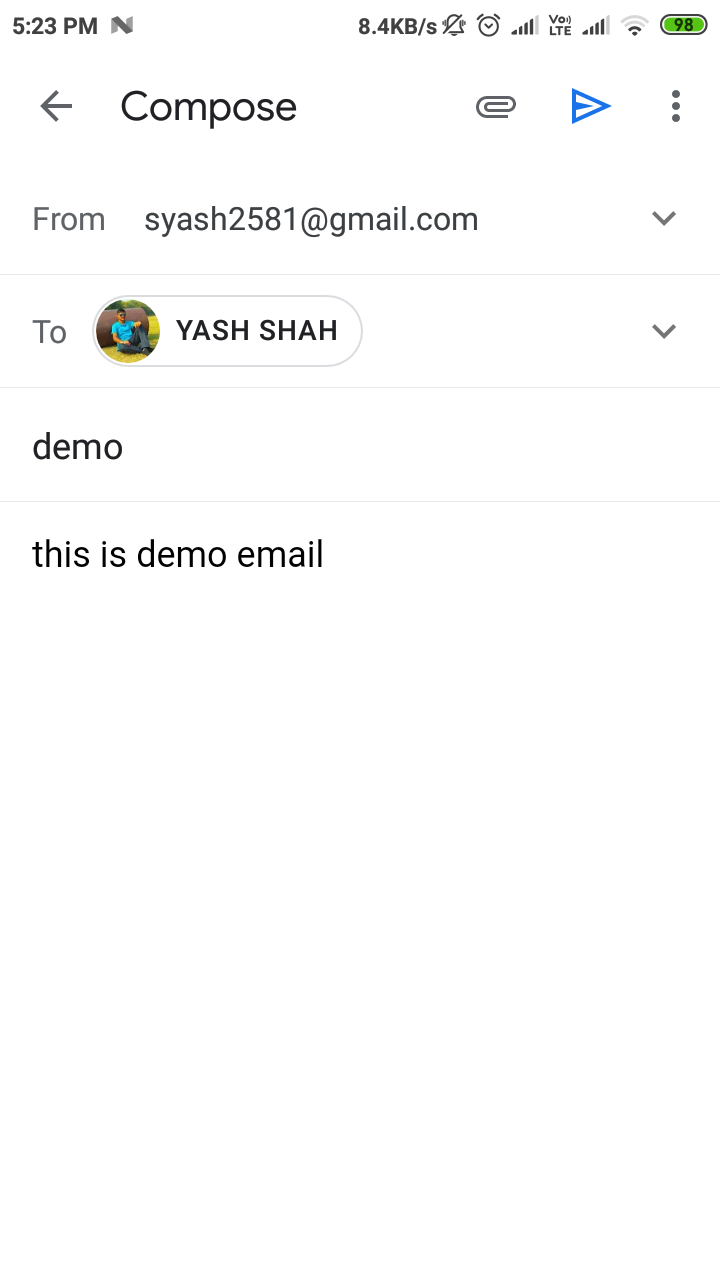 5:23 PM N 8.4KB/s Vo) LTE 98
Compose
From syash2581@gmail.com
To YASH SHAH
demo
this is demo email